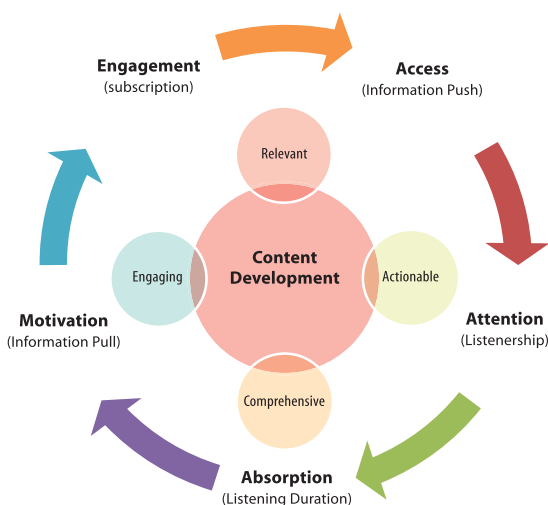 Engagement
(subscription)
Access
(Information Push)
Relevant
Content
Development
Engaging
Actionable
Motivation
(Information Pull)
Attention
(Listenership)
Comprehensive
Absorption
(Listening Duration)